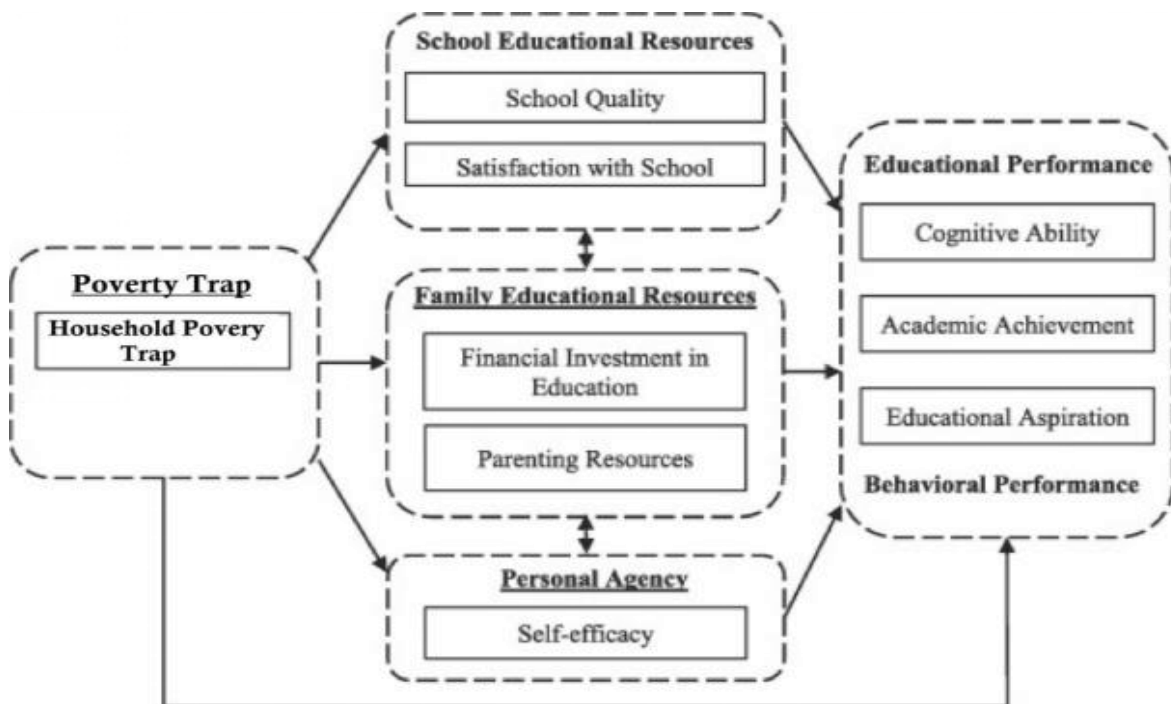 School Educational Resources
School Quality
Satisfaction with School
Poverty Trap
Household Povery
Trap
Family Educational Resources
Financial Investment in
Education
Parenting Resources
Personal Agency
Self-efficacy
Educational Performance
Cognitive Ability
Academic Achievement
Educational Aspiration
Behavioral Performance